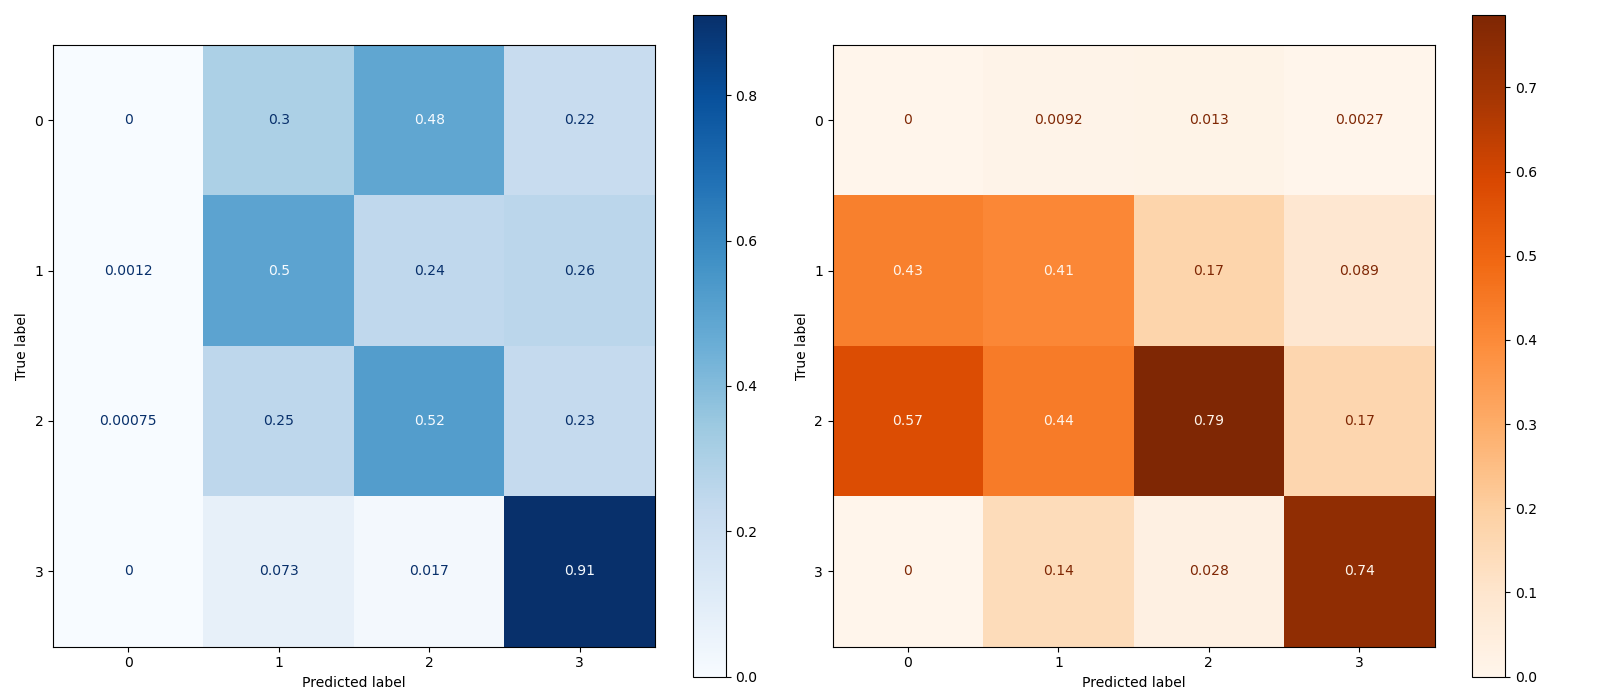 0 0 0.3 0.48 0.22
1 0.0012 0.5 0.24 0.26
2 0.00075 0.25 0.52 0.23
3 0 0.073 0.017 0.91
0 1 2 3
Predicted label
True label
0.8
0.6
0.4
0.2
0.0
0 0 0.0092 0.013 0.0027
1 0.43 0.41 0.17 0.089
2 0.57 0.44 0.79 0.17
3 0 0.14 0.028 0.74
0 1 2 3
Predicted label
True label
0.7
0.6
0.5
0.4
0.3
0.2
0.1
0.0